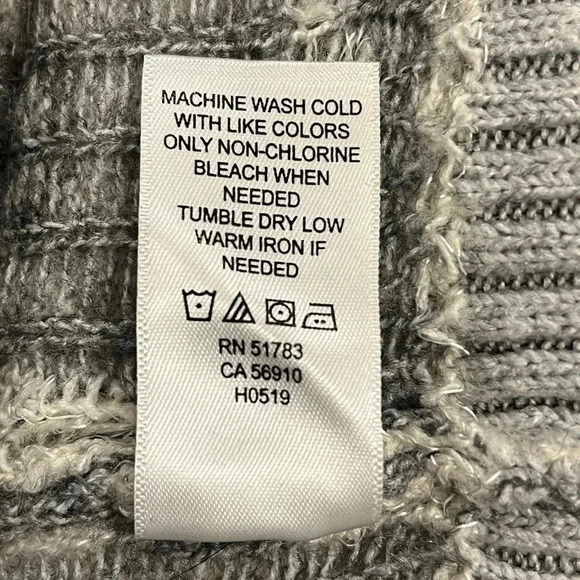 MACHINE WASH COLD
WITH LIKE COLORS
ONLY NON-CHLORINE
BLEACH WHEN
NEEDED
TUMBLE DRY LOW
WARM IRON IF
NEEDED
RN 51783
CA 56910
H0519